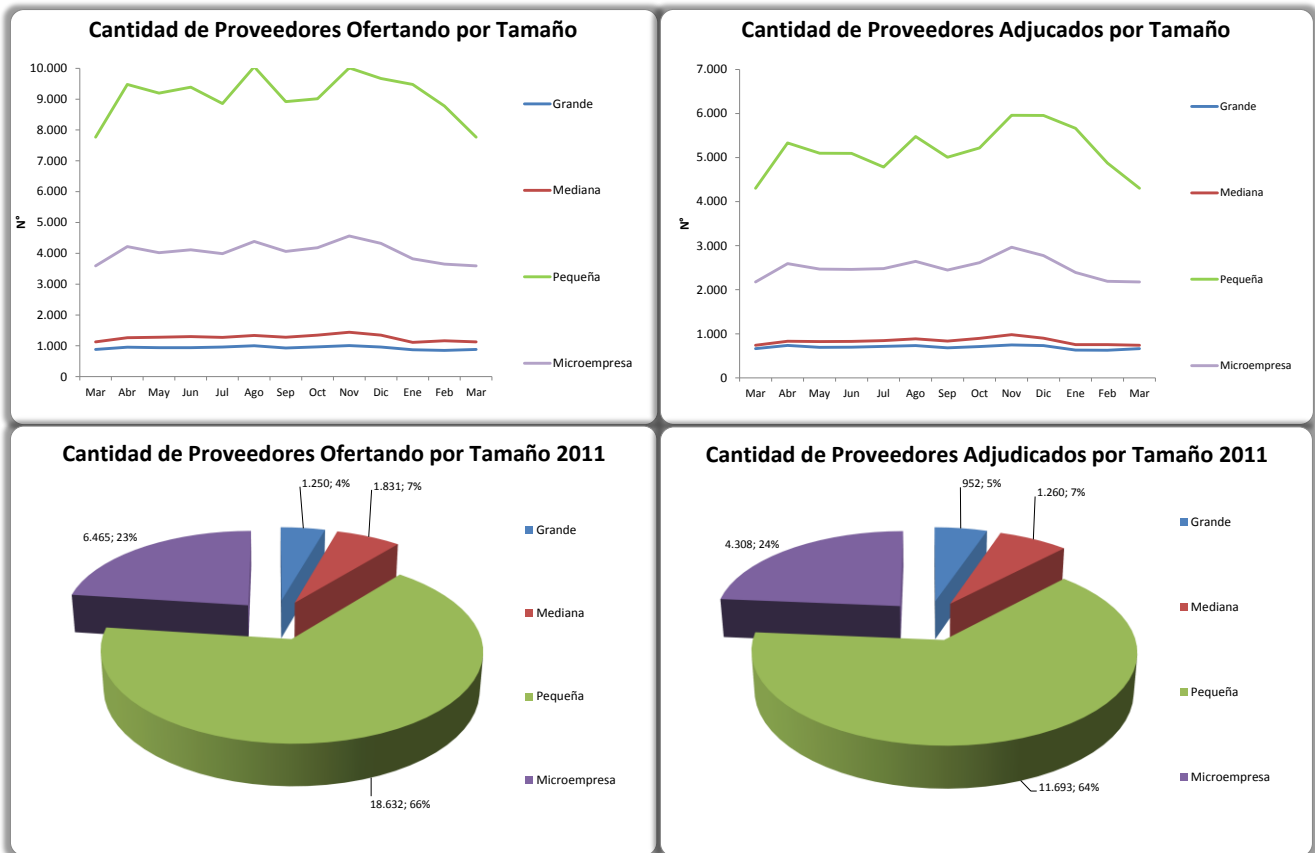 Cantidad de Proveedores Ofertando por Tamaño
10.000
9.000
8.000
7.000
6.000
5.000
4.000
3.000
2.000
1.000
0
N°
Mar Abr May Jun Jul Ago Sep Oct Nov Dic Ene Feb Mar
Grande
Mediana
Pequeña
Microempresa
Cantidad de Proveedores Adjucados por Tamaño
7.000
6.000
5.000
4.000
3.000
2.000
1.000
0
N°
Mar Abr May Jun Jul Ago Sep Oct Nov Dic Ene Feb Mar
Grande
Mediana
Pequeña
Microempresa
Cantidad de Proveedores Ofertando por Tamaño 2011
1.250; 4%
1.831; 7%
6.465; 23%
18.632; 66%
Grande
Mediana
Pequeña
Microempresa
Cantidad de Proveedores Adjudicados por Tamaño 2011
952; 5%
1.260; 7%
4.308; 24%
11.693; 64%
Grande
Mediana
Pequeña
Microempresa